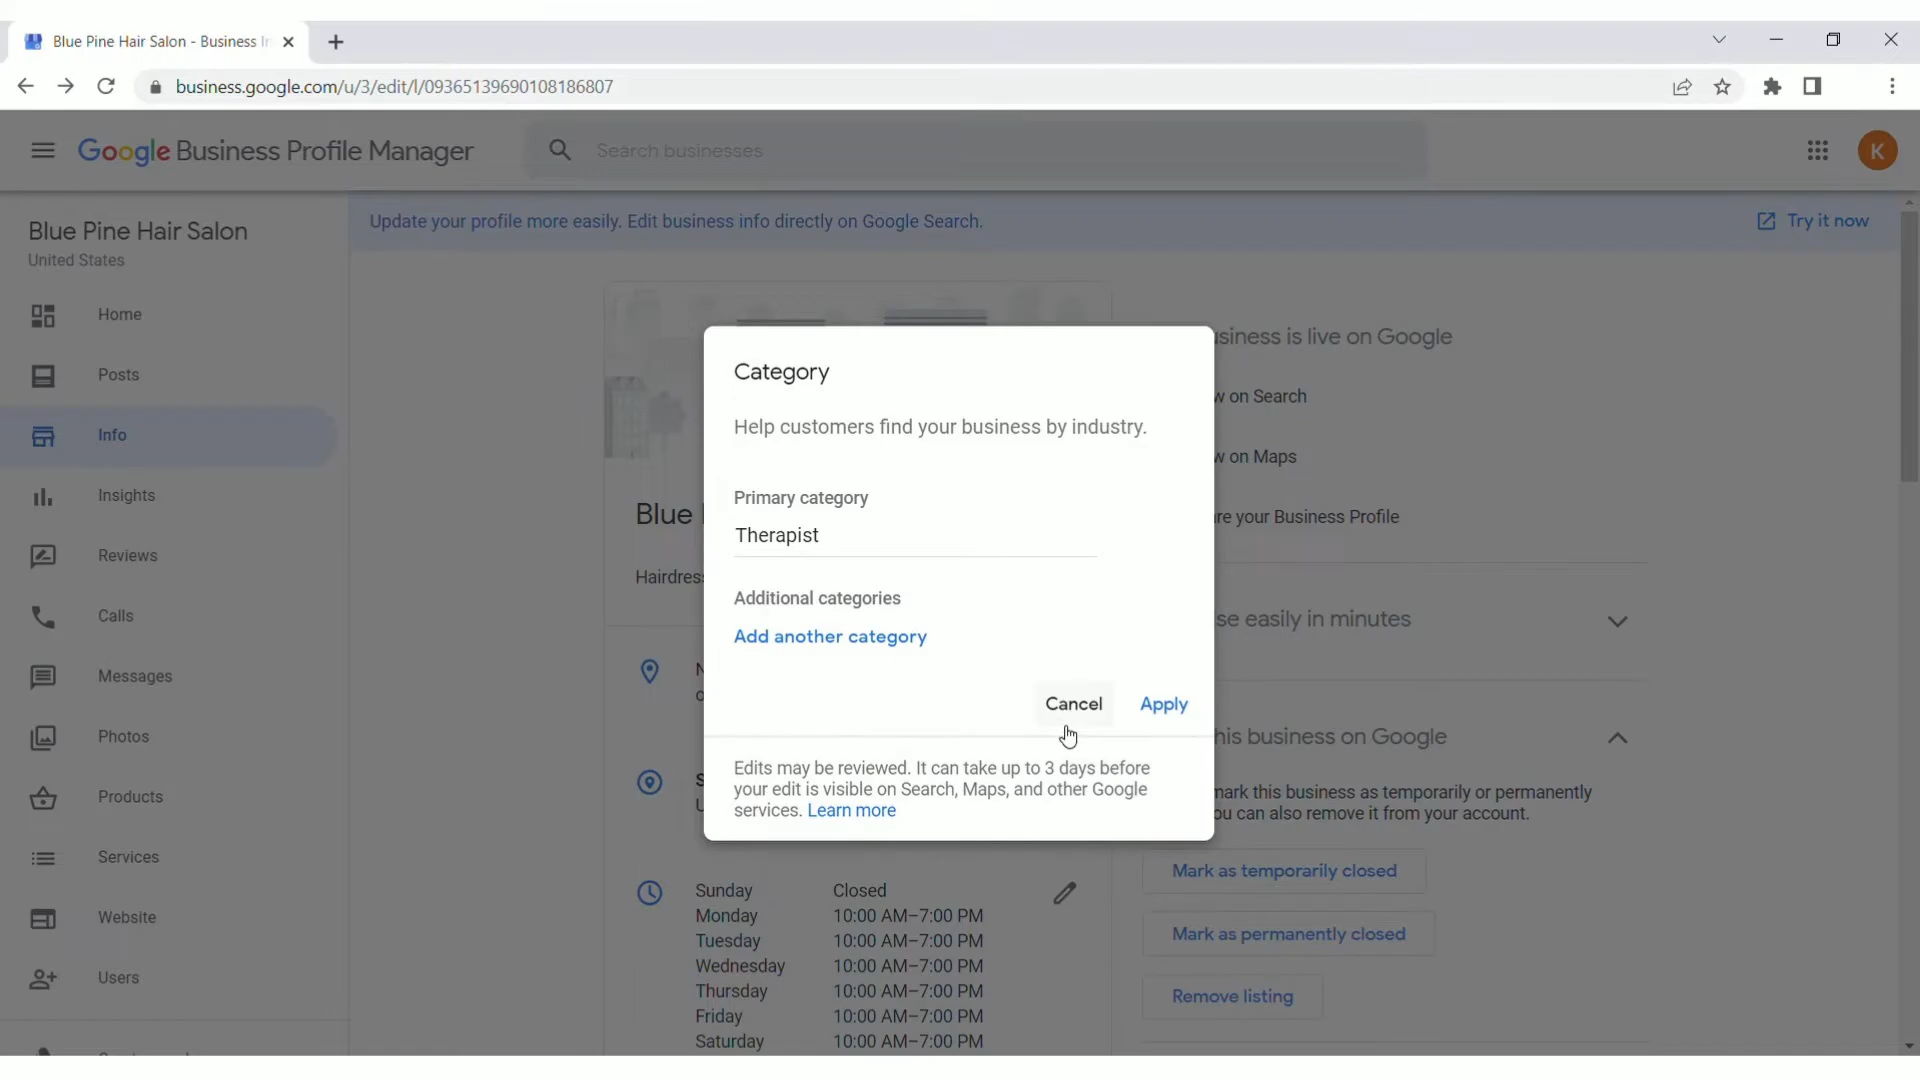 Blue Pine Hair Salon - Business In
business.google.com/u/3/edit/l/09365139690108186807
Google Business Profile Manager
Search businesses
K
Blue Pine Hair Salon
United States
Home
Posts
Info
Insights
Reviews
Calls
Messages
Photos
Products
Services
Website
Users
Update your profile more easily. Edit business info directly on Google Search.
Try it now
Blue
Hairdres
Sunday Closed
Monday 10:00 AM–7:00 PM
Tuesday 10:00 AM–7:00 PM
Wednesday 10:00 AM–7:00 PM
Thursday 10:00 AM–7:00 PM
Friday 10:00 AM–7:00 PM
Saturday 10:00 AM–7:00 PM
Category
Help customers find your business by industry.
Primary category
Therapist
Additional categories
Add another category
Cancel Apply
Edits may be reviewed. It can take up to 3 days before
your edit is visible on Search, Maps, and other Google
services. Learn more
siness is live on Google
w on Search
w on Maps
re your Business Profile
se easily in minutes
his business on Google
mark this business as temporarily or permanently
ou can also remove it from your account.
Mark as temporarily closed
Mark as permanently closed
Remove listing